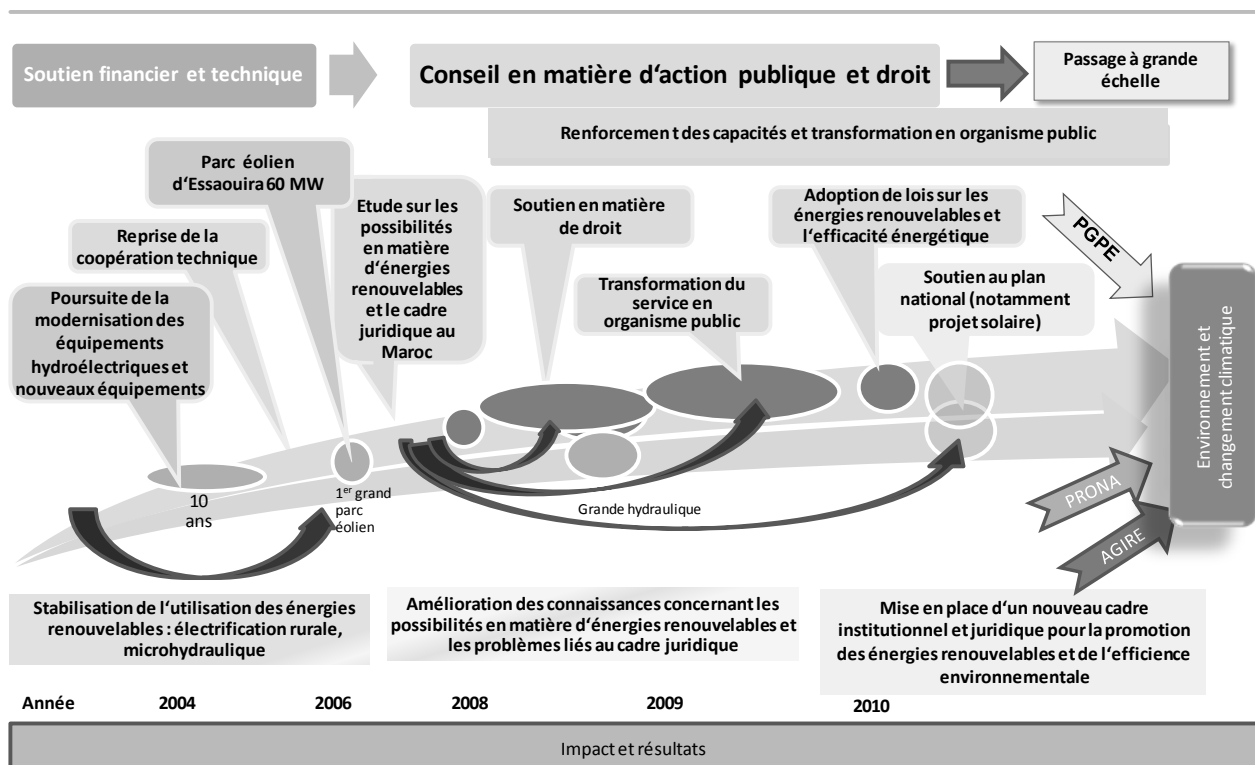 Soutien financier et technique
Conseil en matière d'action publique et droit
Passage à grande
échelle
Renforcement des capacités et transformation en organisme public
Parc éolien
d'Essaouira 60 MW
Reprise de la
coopération technique
Poursuite de la
modernisation des
équipements
hydroélectriques et
nouveaux équipements
Etude sur les
possibilités
en matière
d'énergies
renouvelables
et le cadre
juridique au
Maroc
Soutien en matière
de droit
Transformation du
service en
organisme public
Adoption de lois sur les
énergies renouvelables et
l'efficacité énergétique
Soutien au plan
national (notamment
projet solaire)
PGPE
Environnement et
changement climatique
PRONA
AGIRE
10
ans
1er grand
parc
éolien
Grande hydraulique
Stabilisation de l'utilisation des énergies
renouvelables : électrification rurale,
microhydraulique
Amélioration des connaissances concernant les
possibilités en matière d'énergies renouvelables et
les problèmes liés au cadre juridique
Mise en place d'un nouveau cadre
institutionnel et juridique pour la promotion
des énergies renouvelables et de l'efficience
environnementale
Année 2004 2006 2008 2009 2010
Impact et résultats